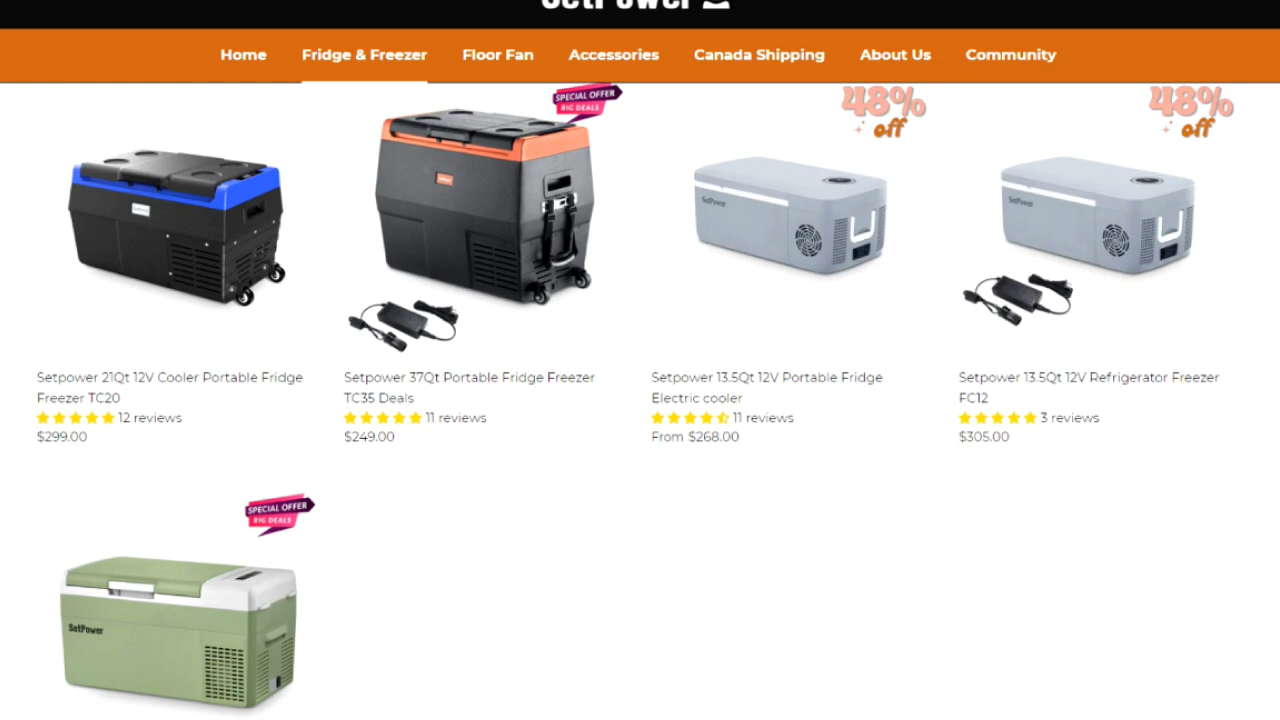 SetPower
Home Fridge & Freezer Floor Fan Accessories Canada Shipping About Us Community
SPECIAL OFFER
BIG DEALS
48%
off
48%
off
SetPower
SetPower
Setpower 21Qt 12V Cooler Portable Fridge
Freezer TC20
12 reviews
$299.00
Setpower 37Qt Portable Fridge Freezer
TC35 Deals
11 reviews
$249.00
Setpower 13.5Qt 12V Portable Fridge
Electric cooler
11 reviews
From $268.00
Setpower 13.5Qt 12V Refrigerator Freezer
FC12
3 reviews
$305.00
SPECIAL OFFER
BIG DEALS
SetPower